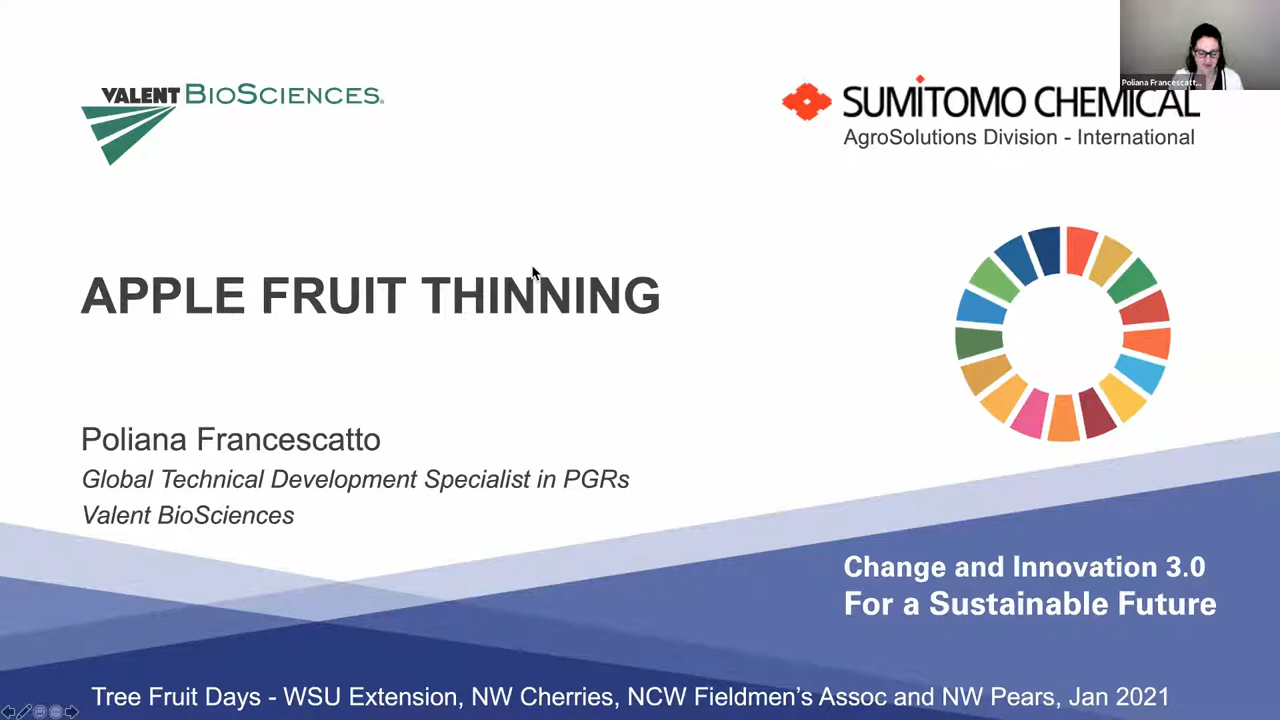 VALENT BIOSCIENCES®
SUMITOMO CHEMICAL
AgroSolutions Division - International
Poliana Francescatt...
APPLE FRUIT THINNING
Poliana Francescatto
Global Technical Development Specialist in PGRs
Valent BioSciences
Change and Innovation 3.0
For a Sustainable Future
Tree Fruit Days - WSU Extension, NW Cherries, NCW Fieldmen's Assoc and NW Pears, Jan 2021